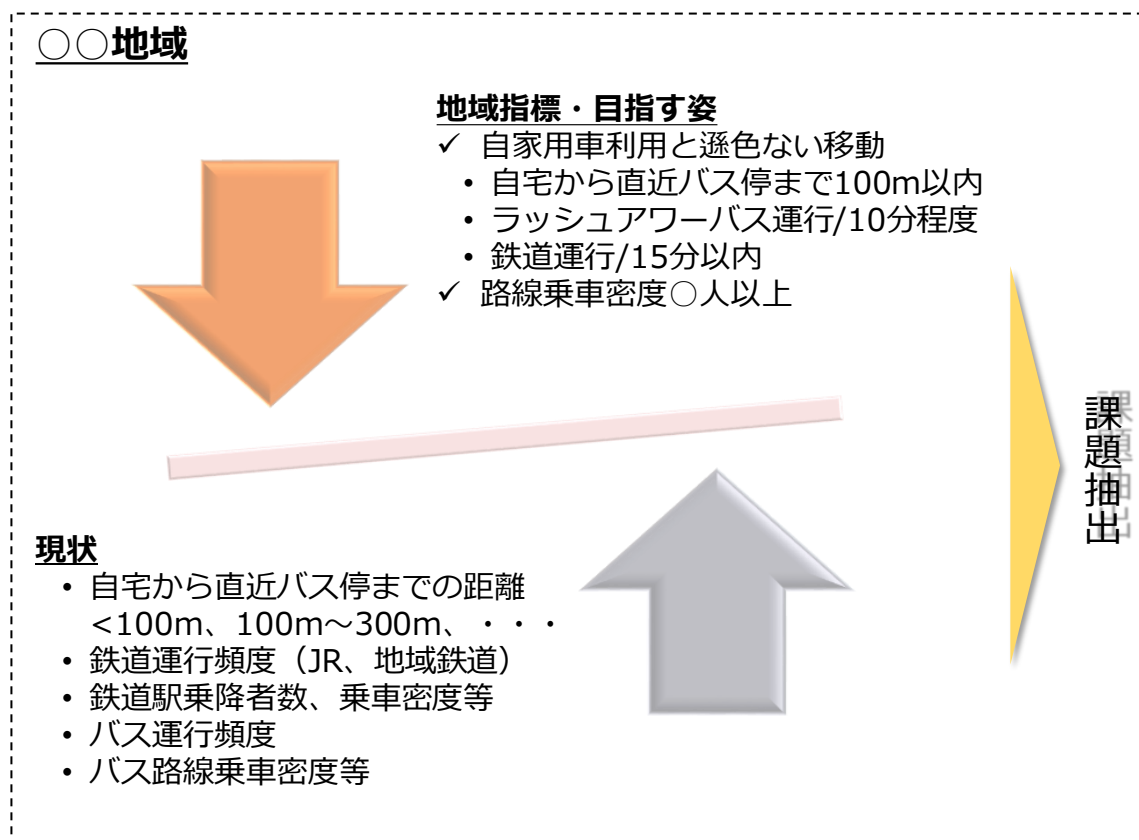 ○○地域
地域指標・目指す姿
✓ 自家用車利用と遜色ない移動
• 自宅から直近バス停まで100m以内
• ラッシュアワーバス運行/10分程度
• 鉄道運行/15分以内
✓ 路線乗車密度○人以上
課題抽出
現状
• 自宅から直近バス停までの距離
<100m、100m～300m、・・・
• 鉄道運行頻度（JR、地域鉄道）
• 鉄道駅乗降者数、乗車密度等
• バス運行頻度
• バス路線乗車密度等